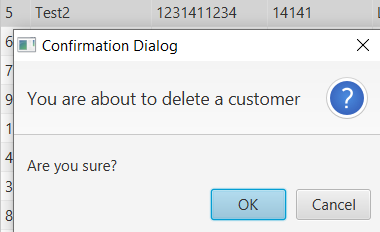 5 Test2 1231411234 14141
6
Confirmation Dialog
7
You are about to delete a customer
9
?
1
4
Are you sure?
3
8
OK Cancel